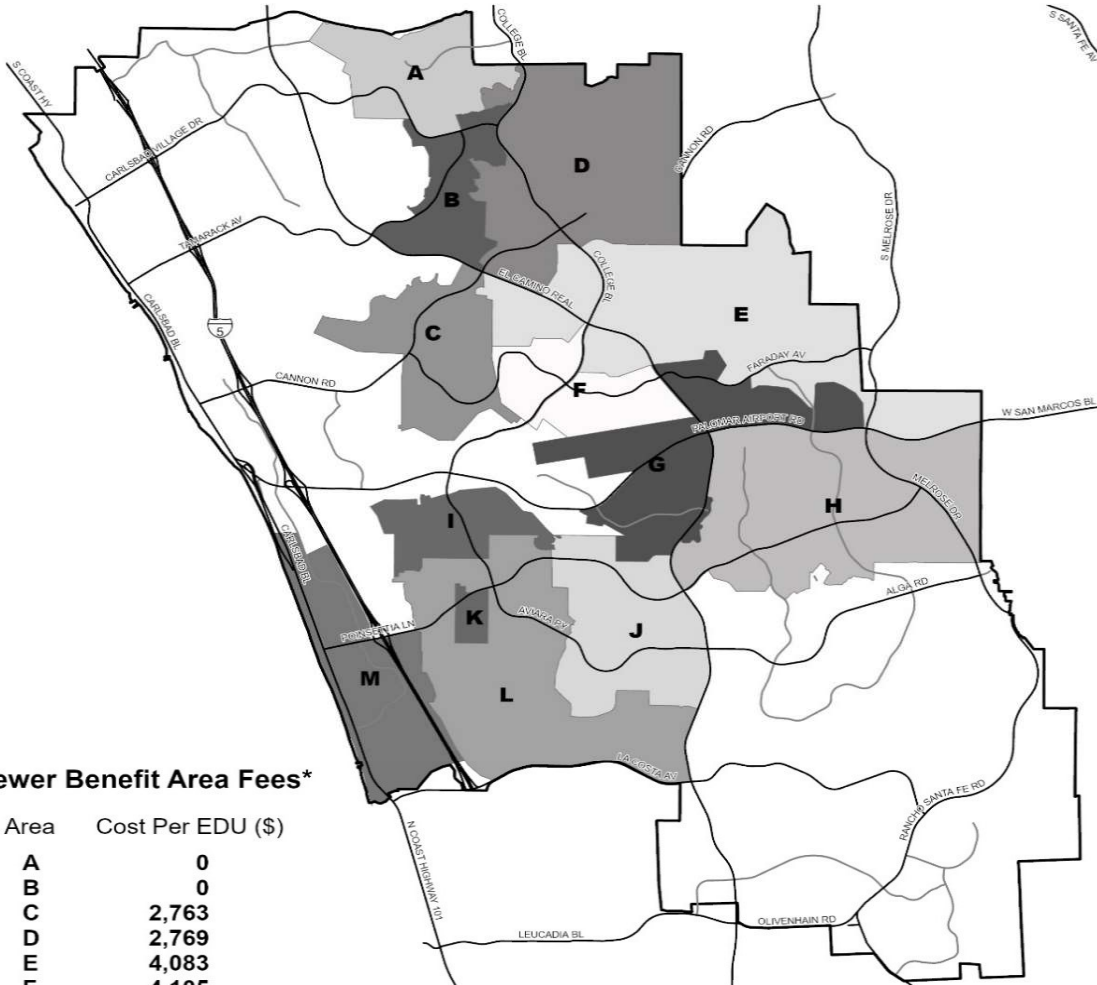 S SANTA FE AV
COLLEGE BL
S COAST HY
A
CARLSBAD VILLAGE DR
CANNON RD
D
B
TAMARACK AV
S MELROSE DR
COLLEGE BL
EL CAMINO REAL
CARLSBAD BL
5
C
E
CANNON RD
F
FARADAY AV
W SAN MARCOS BL
PALOMAR AIRPORT RD
G
H
MELROSE DR
I
CARLSBAD BL
ALGA RD
K
AVIARA PY
POINSETTIA LN
J
M
L
LA COSTA AV
RANCHO SANTA FE RD
N COAST HIGHWAY 101
OLIVENHAIN RD
LEUCADIA BL
ewer Benefit Area Fees*
Area Cost Per EDU ($)
A 0
B 0
C 2,763
D 2,769
E 4,083